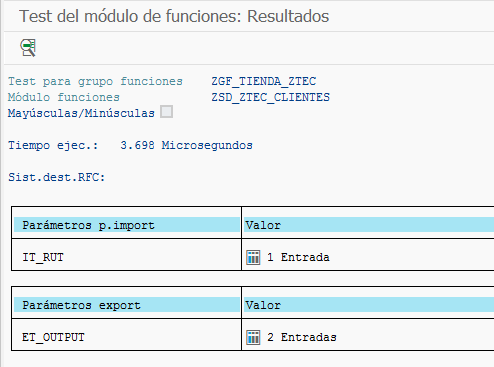 Test del módulo de funciones: Resultados
Test para grupo funciones ZGF_TIENDA_ZTEC
Módulo funciones ZSD_ZTEC_CLIENTES
Mayúsculas/Minúsculas
Tiempo ejec.: 3.698 Microsegundos
Sist.dest.RFC:
Parámetros p.import Valor
IT_RUT 1 Entrada
Parámetros export Valor
ET_OUTPUT 2 Entradas